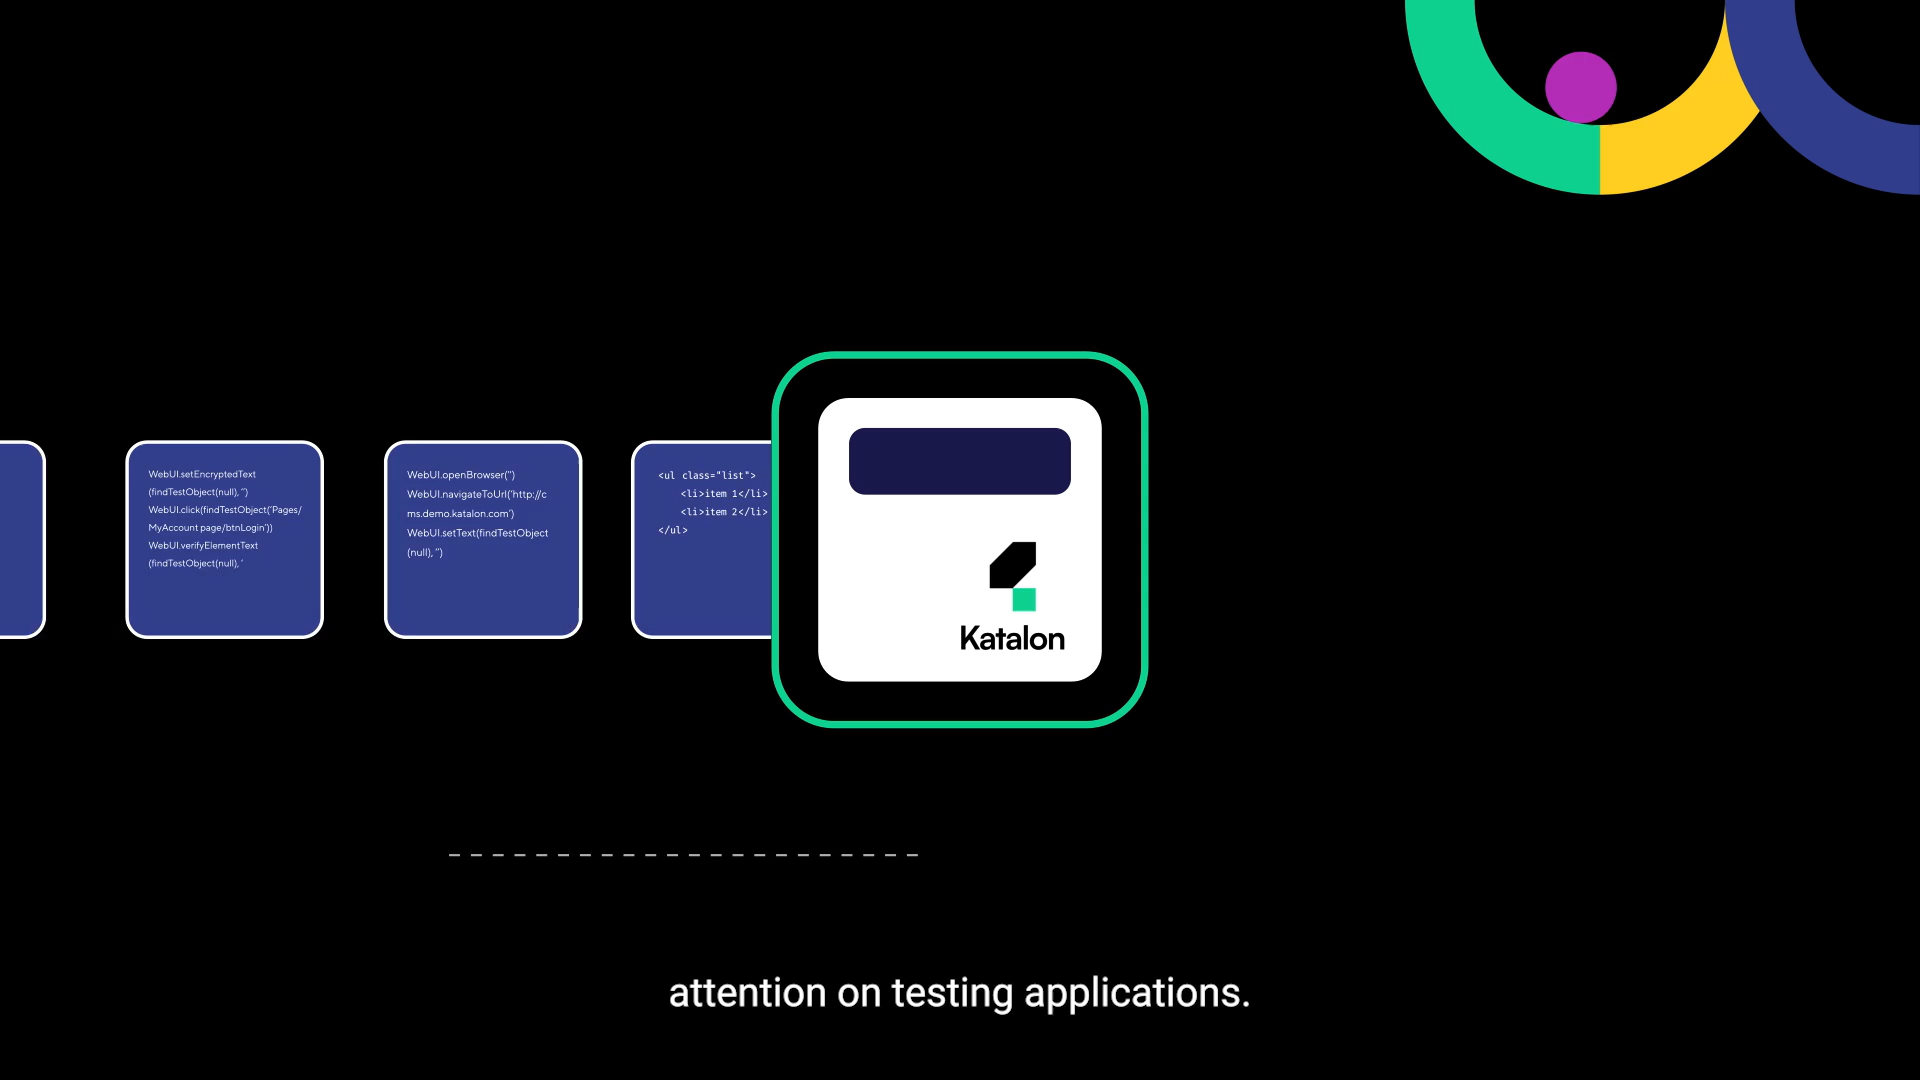 WebUI.setEncryptedText
(findTestObject(null), '')
WebUI.click(findTestObject('Pages/
MyAccount page/btnLogin'))
WebUI.verifyElementText
(findTestObject(null), '
WebUI.openBrowser('')
WebUI.navigateToUrl('http://c
ms.demo.katalon.com')
WebUI.setText(findTestObject
(null), '')
<ul class="list">
<li>item 1</li>
<li>item 2</li>
</ul>
Katalon
attention on testing applications.